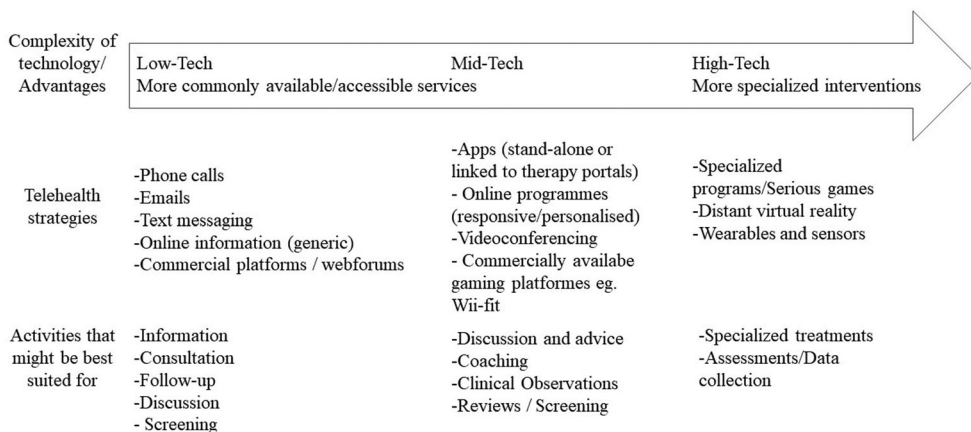 Complexity of
technology/
Advantages
Low-Tech
More commonly available/accessible services
Mid-Tech
High-Tech
More specialized interventions
Telehealth
strategies
-Phone calls
-Emails
-Text messaging
-Online information (generic)
-Commercial platforms / webforums
-Apps (stand-alone or
linked to therapy portals)
- Online programmes
(responsive/personalised)
-Videoconferencing
- Commercially availabe
gaming platformes eg.
Wii-fit
-Specialized
programs/Serious games
-Distant virtual reality
-Wearables and sensors
Activities that
might be best
suited for
-Information
-Consultation
-Follow-up
-Discussion
- Screening
-Discussion and advice
-Coaching
-Clinical Observations
-Reviews / Screening
-Specialized treatments
-Assessments/Data
collection